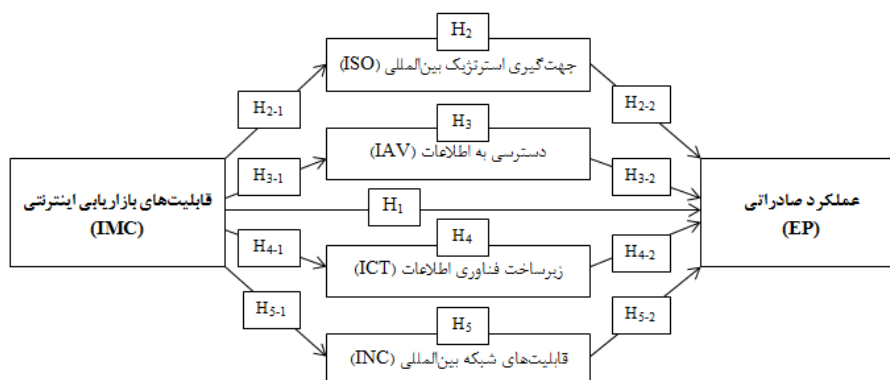 H2
جهت‌گیری استرتژیک بین‌المللی (ISO)
H2-1
H2-2
H3
دسترسی به اطلاعات (IAV)
H3-1
H3-2
قابلیت‌های بازاریابی اینترنتی
(IMC)
H1
عملکرد صادراتی
(EP)
H4
زیرساخت فناوری اطلاعات (ICT)
H4-1
H4-2
H5
قابلیت‌های شبکه بین‌المللی (INC)
H5-1
H5-2